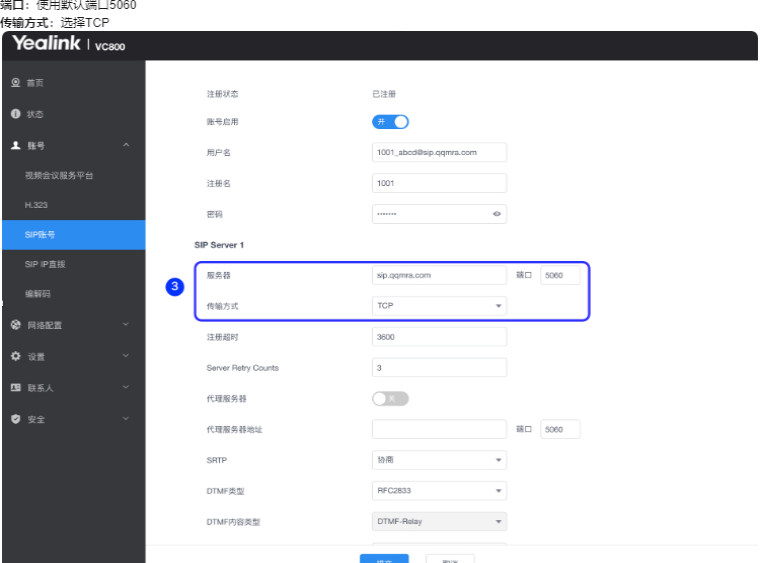 端口：使用默认端口5060
传输方式：选择TCP
Yealink | VC800
首页
状态
账号
视频会议服务平台
H.323
SIP账号
SIP IP直拨
编解码
网络配置
设置
联系人
安全
注册状态 已注册
账号启用 开
用户名 1001_abcd@sip.qqmra.com
注册名 1001
密码 •••••••
SIP Server 1
3
服务器 sip.qqmra.com 端口 5060
传输方式 TCP
注册超时 3600
Server Retry Counts 3
代理服务器 关
代理服务器地址 端口 5060
SRTP 协商
DTMF类型 RFC2833
DTMF内容类型 DTMF-Relay